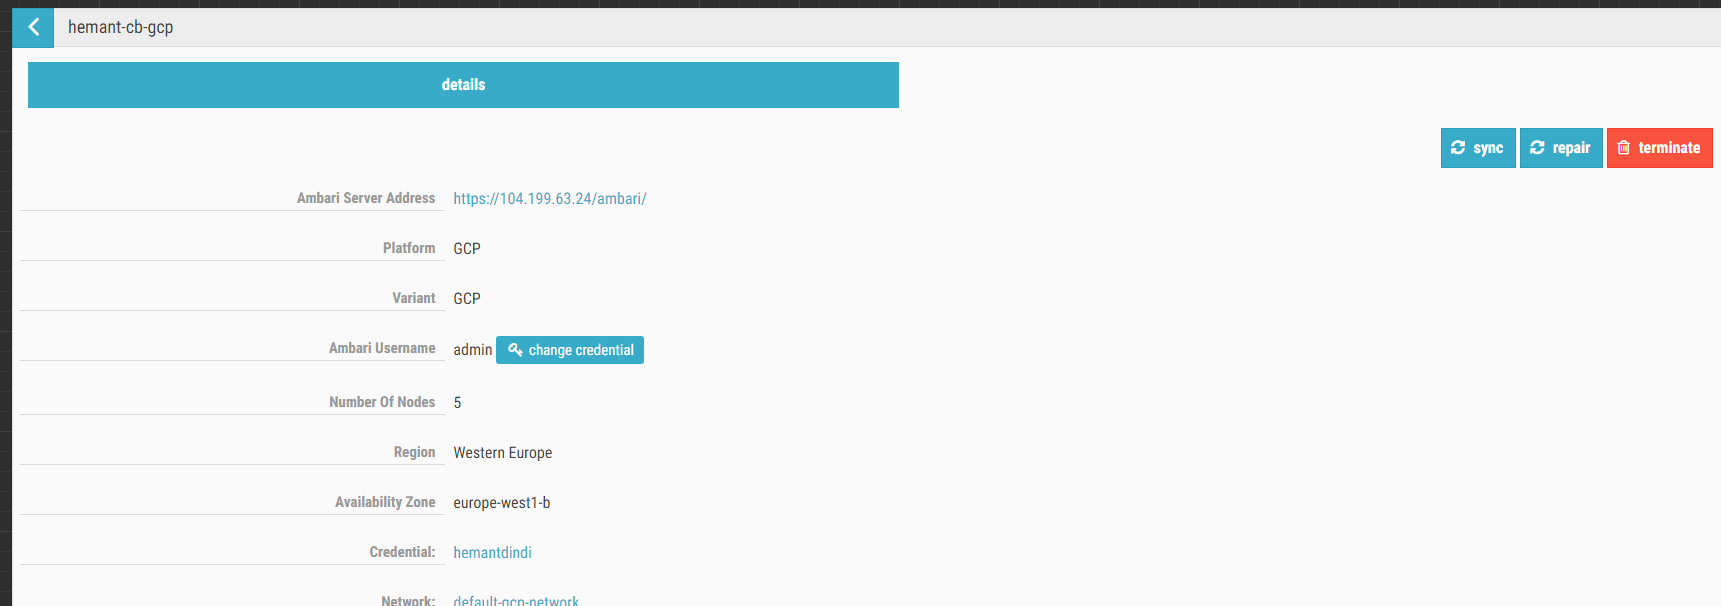 hemant-cb-gcp
details
sync repair terminate
Ambari Server Address https://104.199.63.24/ambari/
Platform GCP
Variant GCP
Ambari Username admin change credential
Number Of Nodes 5
Region Western Europe
Availability Zone europe-west1-b
Credential: hemantdindi
Network: default-gcp-network